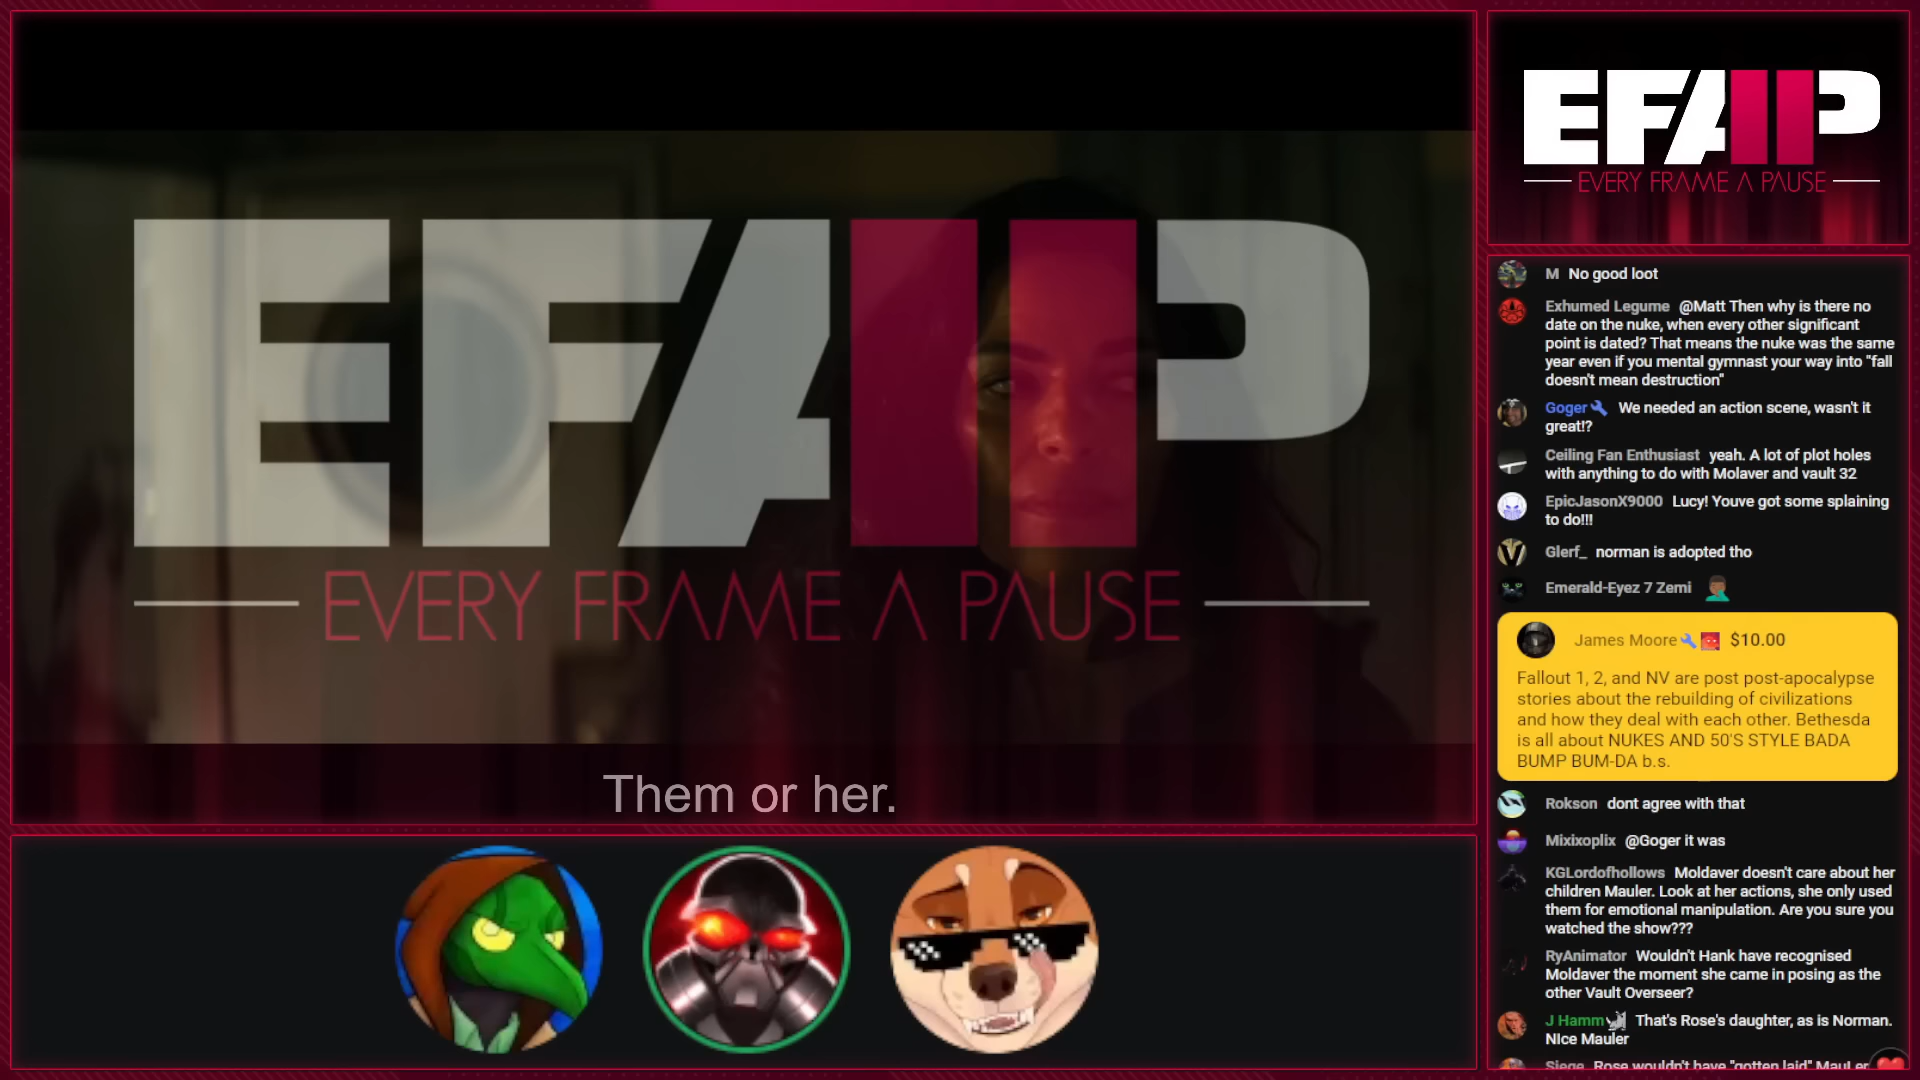 EFAP
EVERY FRAME A PAUSE
Them or her.
EFAP
EVERY FRAME A PAUSE
M No good loot
Exhumed Legume @Matt Then why is there no
date on the nuke, when every other significant
point is dated? That means the nuke was the same
year even if you mental gymnast your way into "fall
doesn't mean destruction"
Goger We needed an action scene, wasn't it
great!?
Ceiling Fan Enthusiast yeah. A lot of plot holes
with anything to do with Molaver and vault 32
EpicJasonX9000 Lucy! Youve got some splaining
to do!!!
Glerf_ norman is adopted tho
Emerald-Eyez 7 Zemi
James Moore $10.00
Fallout 1, 2, and NV are post post-apocalypse
stories about the rebuilding of civilizations
and how they deal with each other. Bethesda
is all about NUKES AND 50'S STYLE BADA
BUMP BUM-DA b.s.
Rokson dont agree with that
Mixixoplix @Goger it was
KGLordofhollows Moldaver doesn't care about her
children Mauler. Look at her actions, she only used
them for emotional manipulation. Are you sure you
watched the show???
RyAnimator Wouldn't Hank have recognised
Moldaver the moment she came in posing as the
other Vault Overseer?
J Hamm That's Rose's daughter, as is Norman.
NIce Mauler
Siege Rose wouldn't have "gotten laid" MauLer